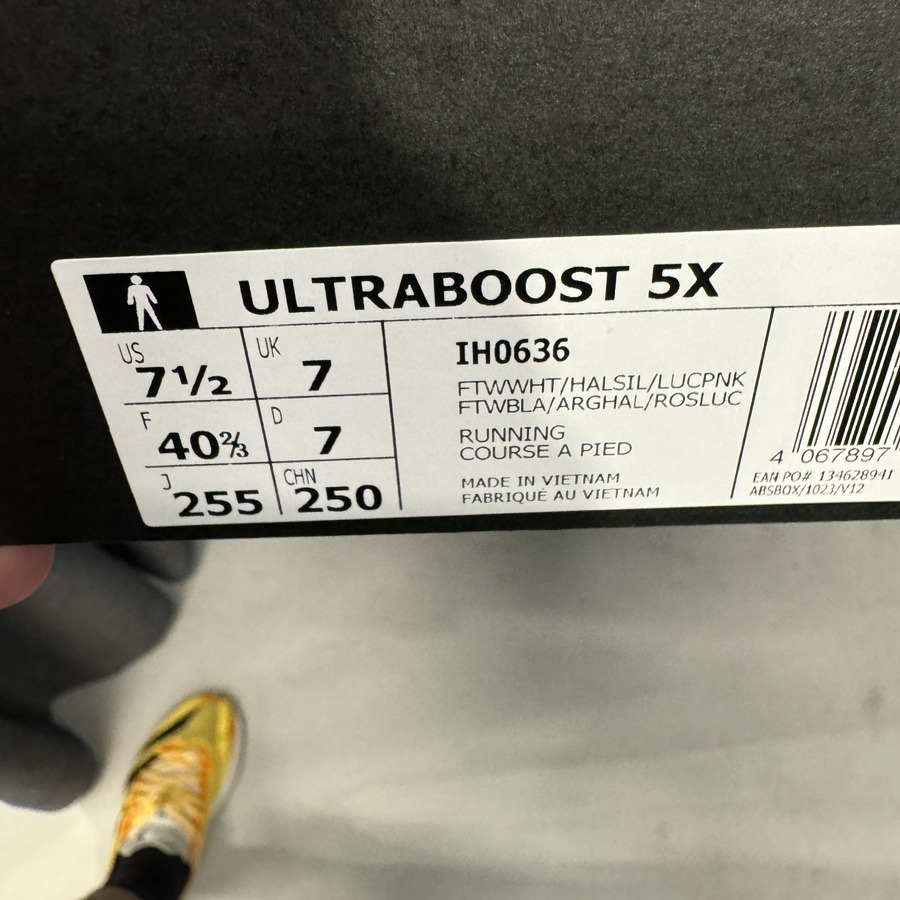 ULTRABOOST 5X
US 7½ UK 7
F 40⅔ D 7
J 255 CHN 250
IH0636
FTWWHT/HALSIL/LUCPNK
FTWBLA/ARGHAL/ROSLUC
RUNNING
COURSE A PIED
MADE IN VIETNAM
FABRIQUÉ AU VIETNAM
4 067897
EAN PO# 134628941
ABSBOX/1023/V12